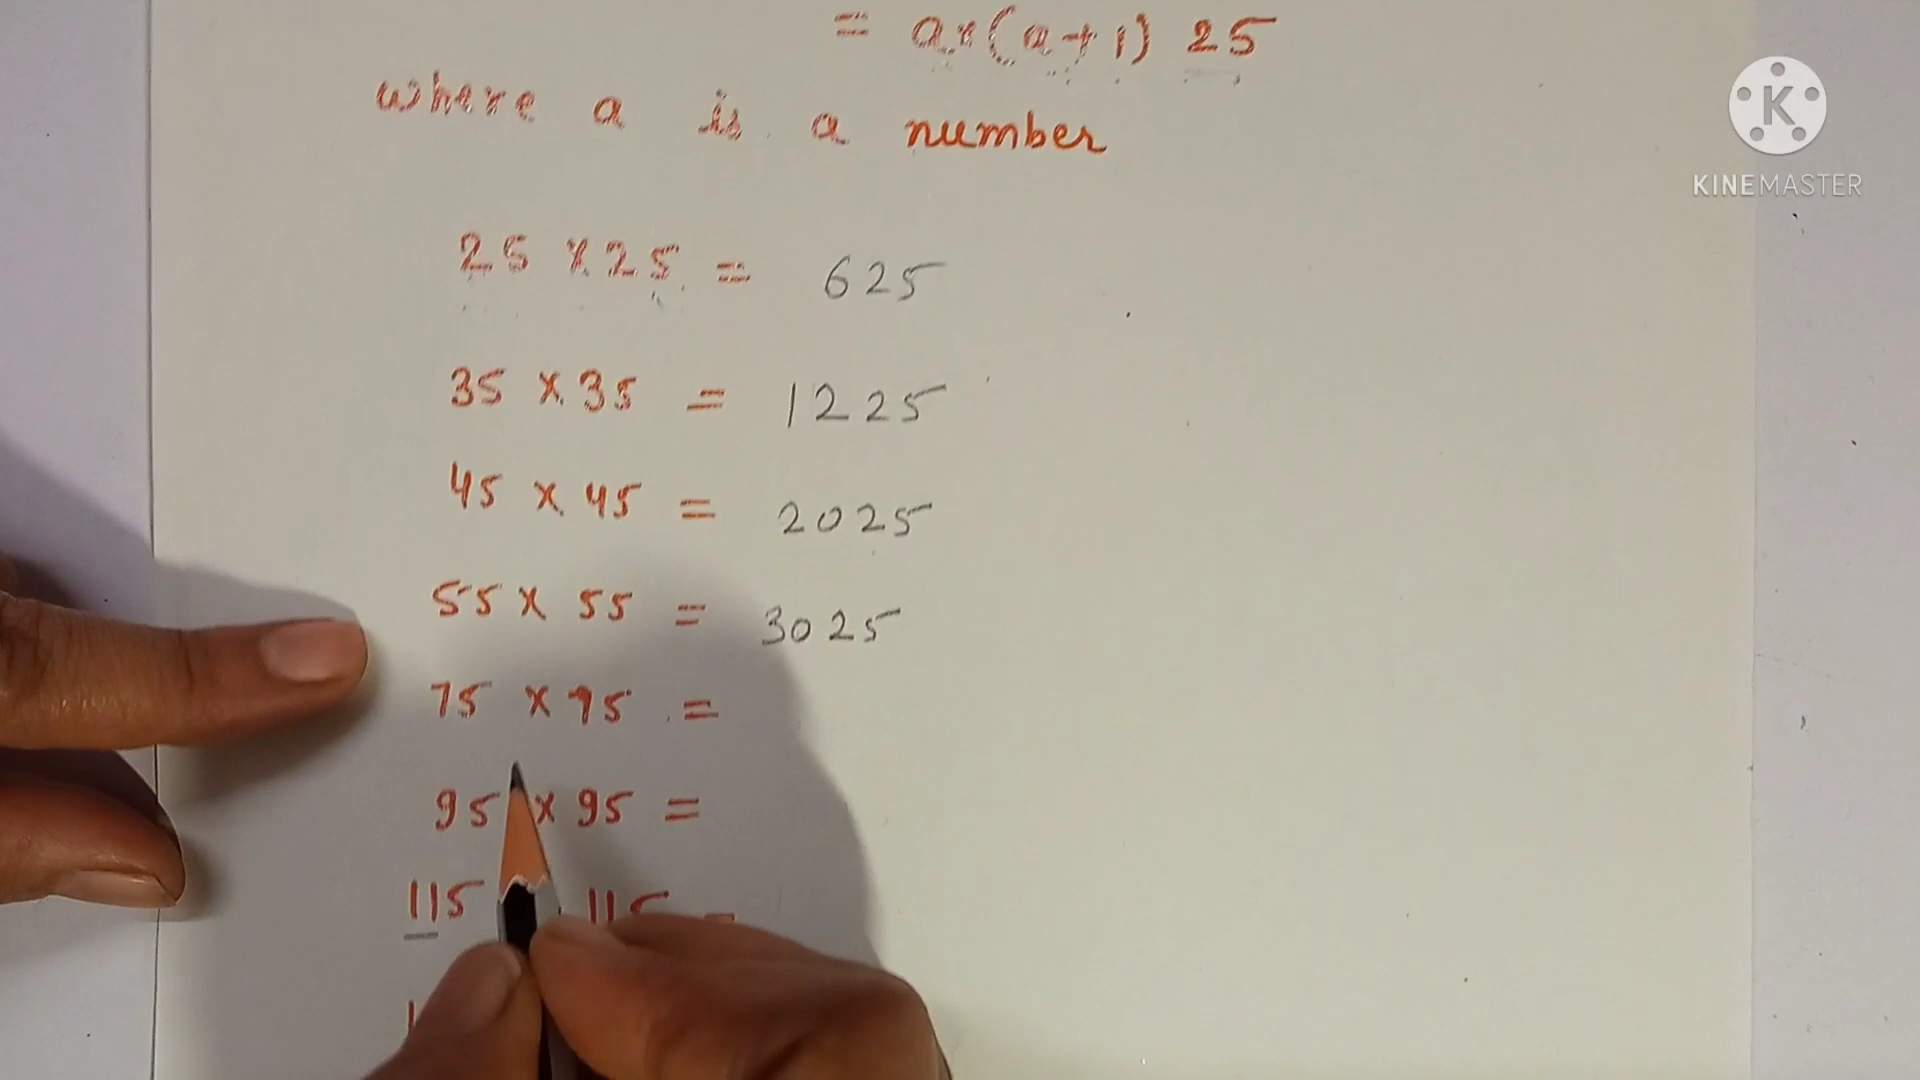 = a×(a+1) 25
where a is a number
K
KINEMASTER
25 × 25 = 625
35 × 35 = 1225
45 × 45 = 2025
55 × 55 = 3025
75 × 75 =
95 × 95 =
115 115 =